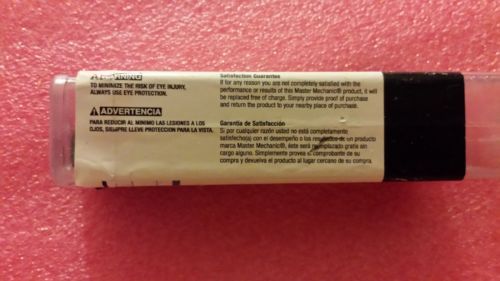 WARNING
TO MINIMIZE THE RISK OF EYE INJURY,
ALWAYS USE EYE PROTECTION.
ADVERTENCIA
PARA REDUCIR AL MINIMO LAS LESIONES A LOS
OJOS, SIEMPRE LLEVE PROTECCION PARA LA VISTA.
Satisfaction Guarantee
If for any reason you are not completely satisfied with the
performance or results of this Master Mechanic® product, it will
be replaced free of charge. Simply provide proof of purchase
and return the product to your nearby place of purchase.
Garantía de Satisfacción
Si por cualquier razón usted no está completamente
satisfecho(a) con el desempeño o los resultados de un producto
marca Master Mechanic®, éste será reemplazado gratis sin
cargo alguno. Simplemente provea el comprobante de su
compra y devuelva el producto al lugar cercano de su compra.